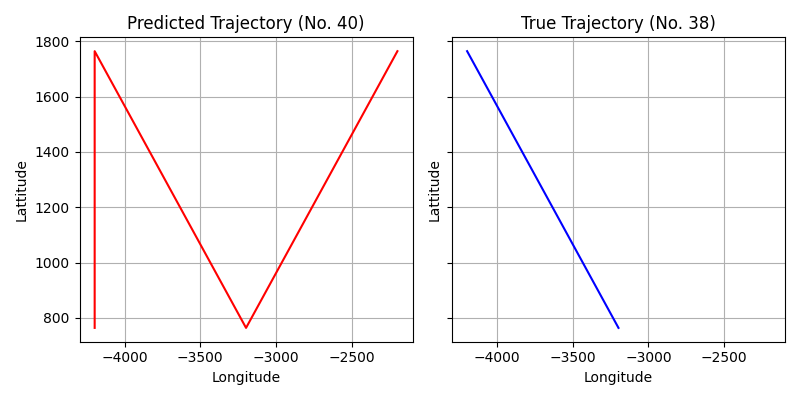 Predicted Trajectory (No. 40)
True Trajectory (No. 38)
1800
1600
1400
1200
1000
800
Lattitude
Lattitude
−4000 −3500 −3000 −2500
−4000 −3500 −3000 −2500
Longitude
Longitude